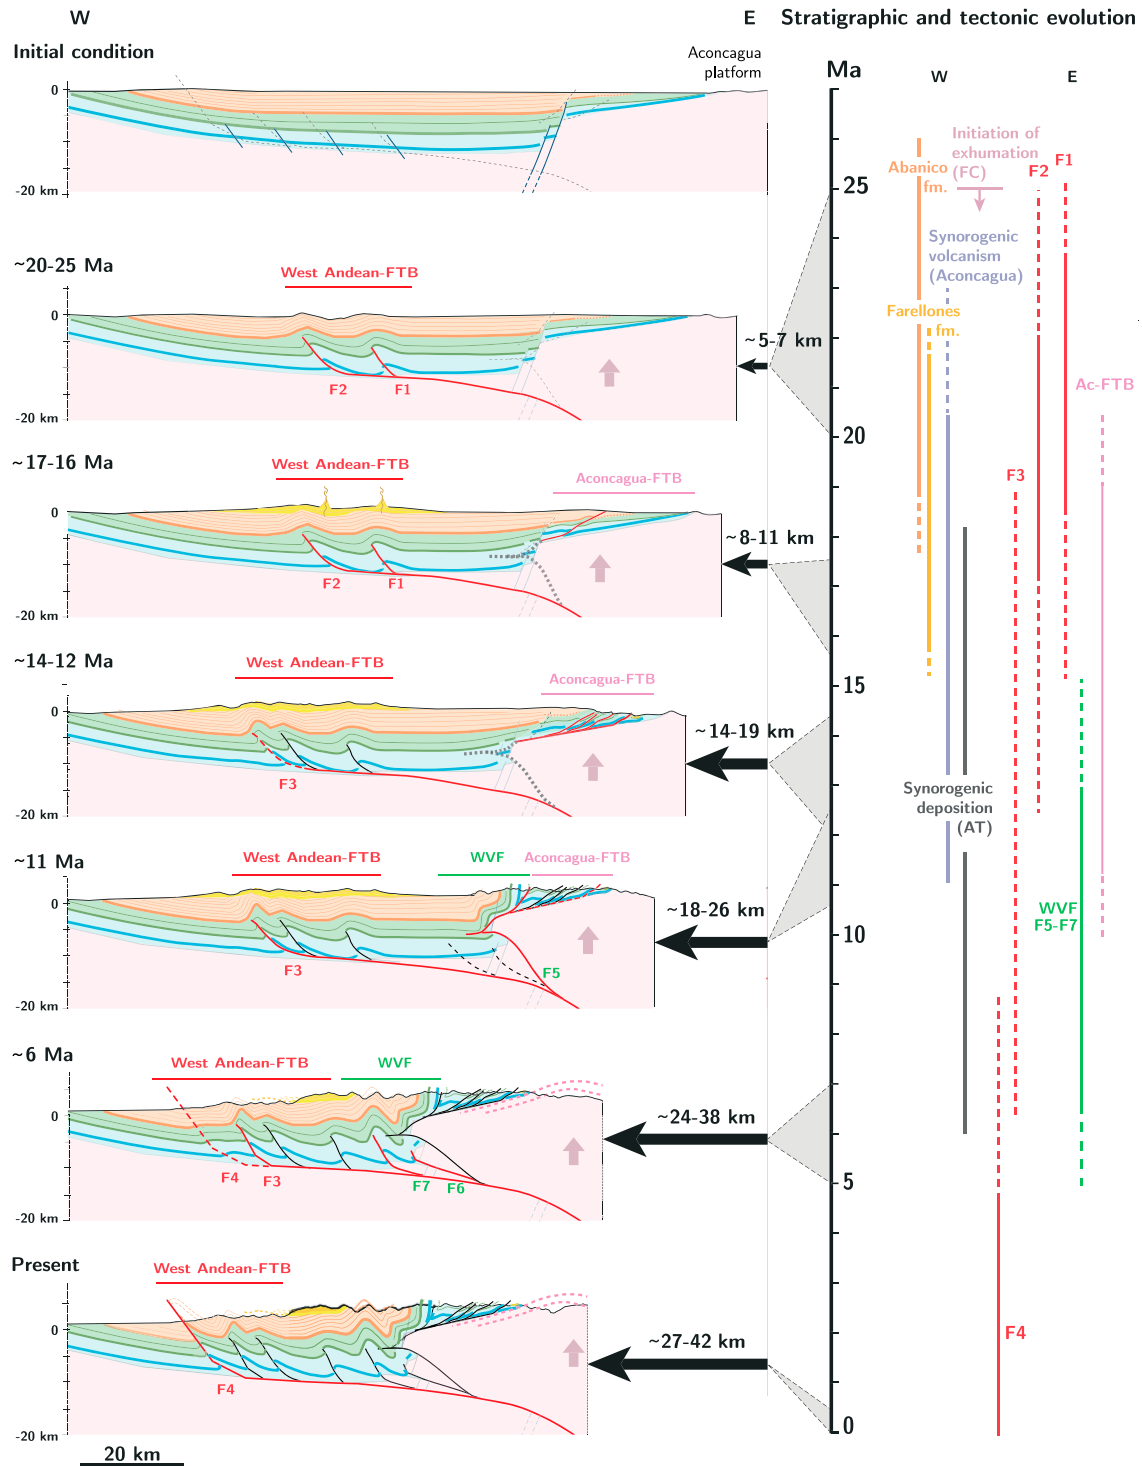 W
E
Stratigraphic and tectonic evolution
Initial condition
Aconcagua
platform
0
-20 km
~20-25 Ma
West Andean-FTB
0
F2
F1
-20 km
~5-7 km
~17-16 Ma
West Andean-FTB
Aconcagua-FTB
0
F2
F1
-20 km
~8-11 km
~14-12 Ma
West Andean-FTB
Aconcagua-FTB
0
F3
-20 km
~14-19 km
~11 Ma
West Andean-FTB
WVF
Aconcagua-FTB
0
F3
F5
-20 km
~18-26 km
~6 Ma
West Andean-FTB
WVF
0
F4
F3
F7
F6
-20 km
~24-38 km
Present
West Andean-FTB
0
F4
-20 km
~27-42 km
20 km
Ma
W
E
25
20
15
10
5
0
Abanico
fm.
Initiation of
exhumation
(FC)
F2
F1
Synorogenic
volcanism
(Aconcagua)
Farellones
fm.
Ac-FTB
F3
Synorogenic
deposition
(AT)
WVF
F5-F7
F4